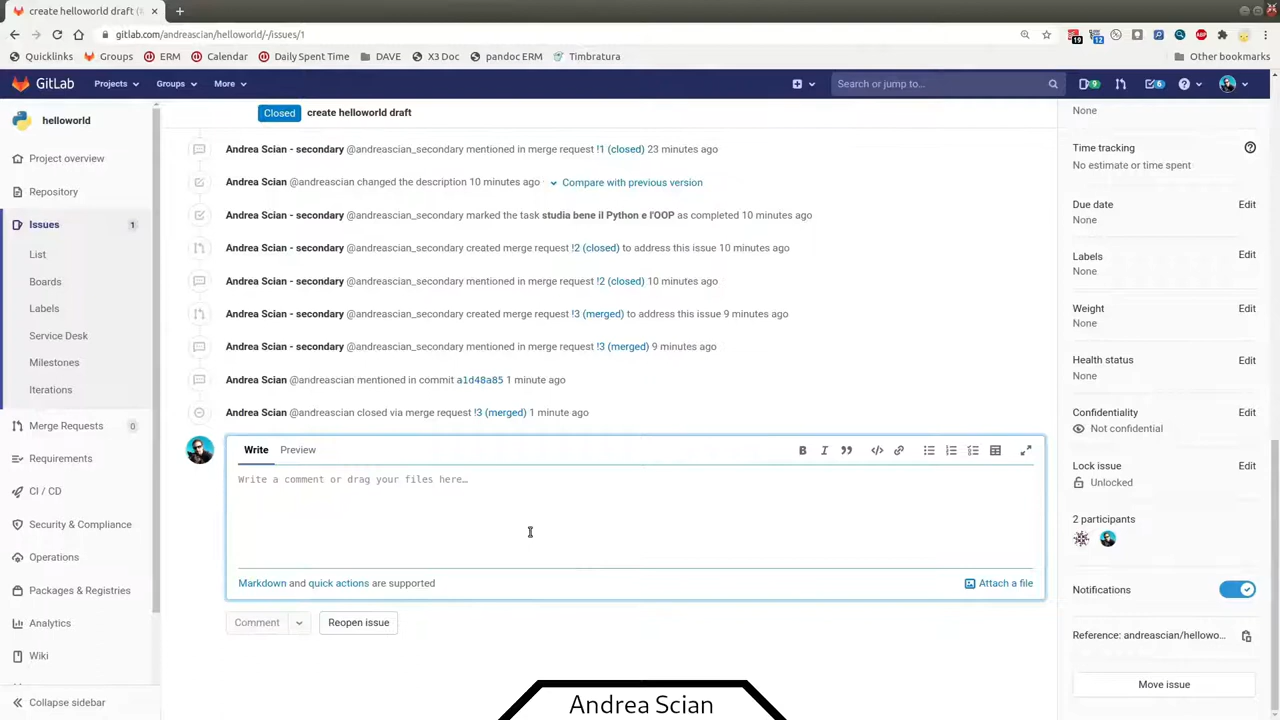 create helloworld draft (
gitlab.com/andreascian/helloworld/-/issues/1
19
12
ABP
Quicklinks
Groups
ERM
Calendar
Daily Spent Time
DAVE
X3 Doc
pandoc ERM
Timbratura
Other bookmarks
GitLab
Projects
Groups
More
Search or jump to...
9
6
helloworld
Project overview
Repository
Issues 1
List
Boards
Labels
Service Desk
Milestones
Iterations
Merge Requests 0
Requirements
CI / CD
Security & Compliance
Operations
Packages & Registries
Analytics
Wiki
Collapse sidebar
Closed create helloworld draft
Andrea Scian - secondary @andreascian_secondary mentioned in merge request !1 (closed) 23 minutes ago
Andrea Scian @andreascian changed the description 10 minutes ago · Compare with previous version
Andrea Scian - secondary @andreascian_secondary marked the task studia bene il Python e l'OOP as completed 10 minutes ago
Andrea Scian - secondary @andreascian_secondary created merge request !2 (closed) to address this issue 10 minutes ago
Andrea Scian - secondary @andreascian_secondary mentioned in merge request !2 (closed) 10 minutes ago
Andrea Scian - secondary @andreascian_secondary created merge request !3 (merged) to address this issue 9 minutes ago
Andrea Scian - secondary @andreascian_secondary mentioned in merge request !3 (merged) 9 minutes ago
Andrea Scian @andreascian mentioned in commit a1d48a85 1 minute ago
Andrea Scian @andreascian closed via merge request !3 (merged) 1 minute ago
Write Preview
B I
Write a comment or drag your files here…
Markdown and quick actions are supported
Attach a file
Comment
Reopen issue
None
Time tracking
No estimate or time spent
Due date Edit
None
Labels Edit
None
Weight Edit
None
Health status Edit
None
Confidentiality Edit
Not confidential
Lock issue Edit
Unlocked
2 participants
Notifications
Reference: andreascian/hellowo...
Move issue
Andrea Scian